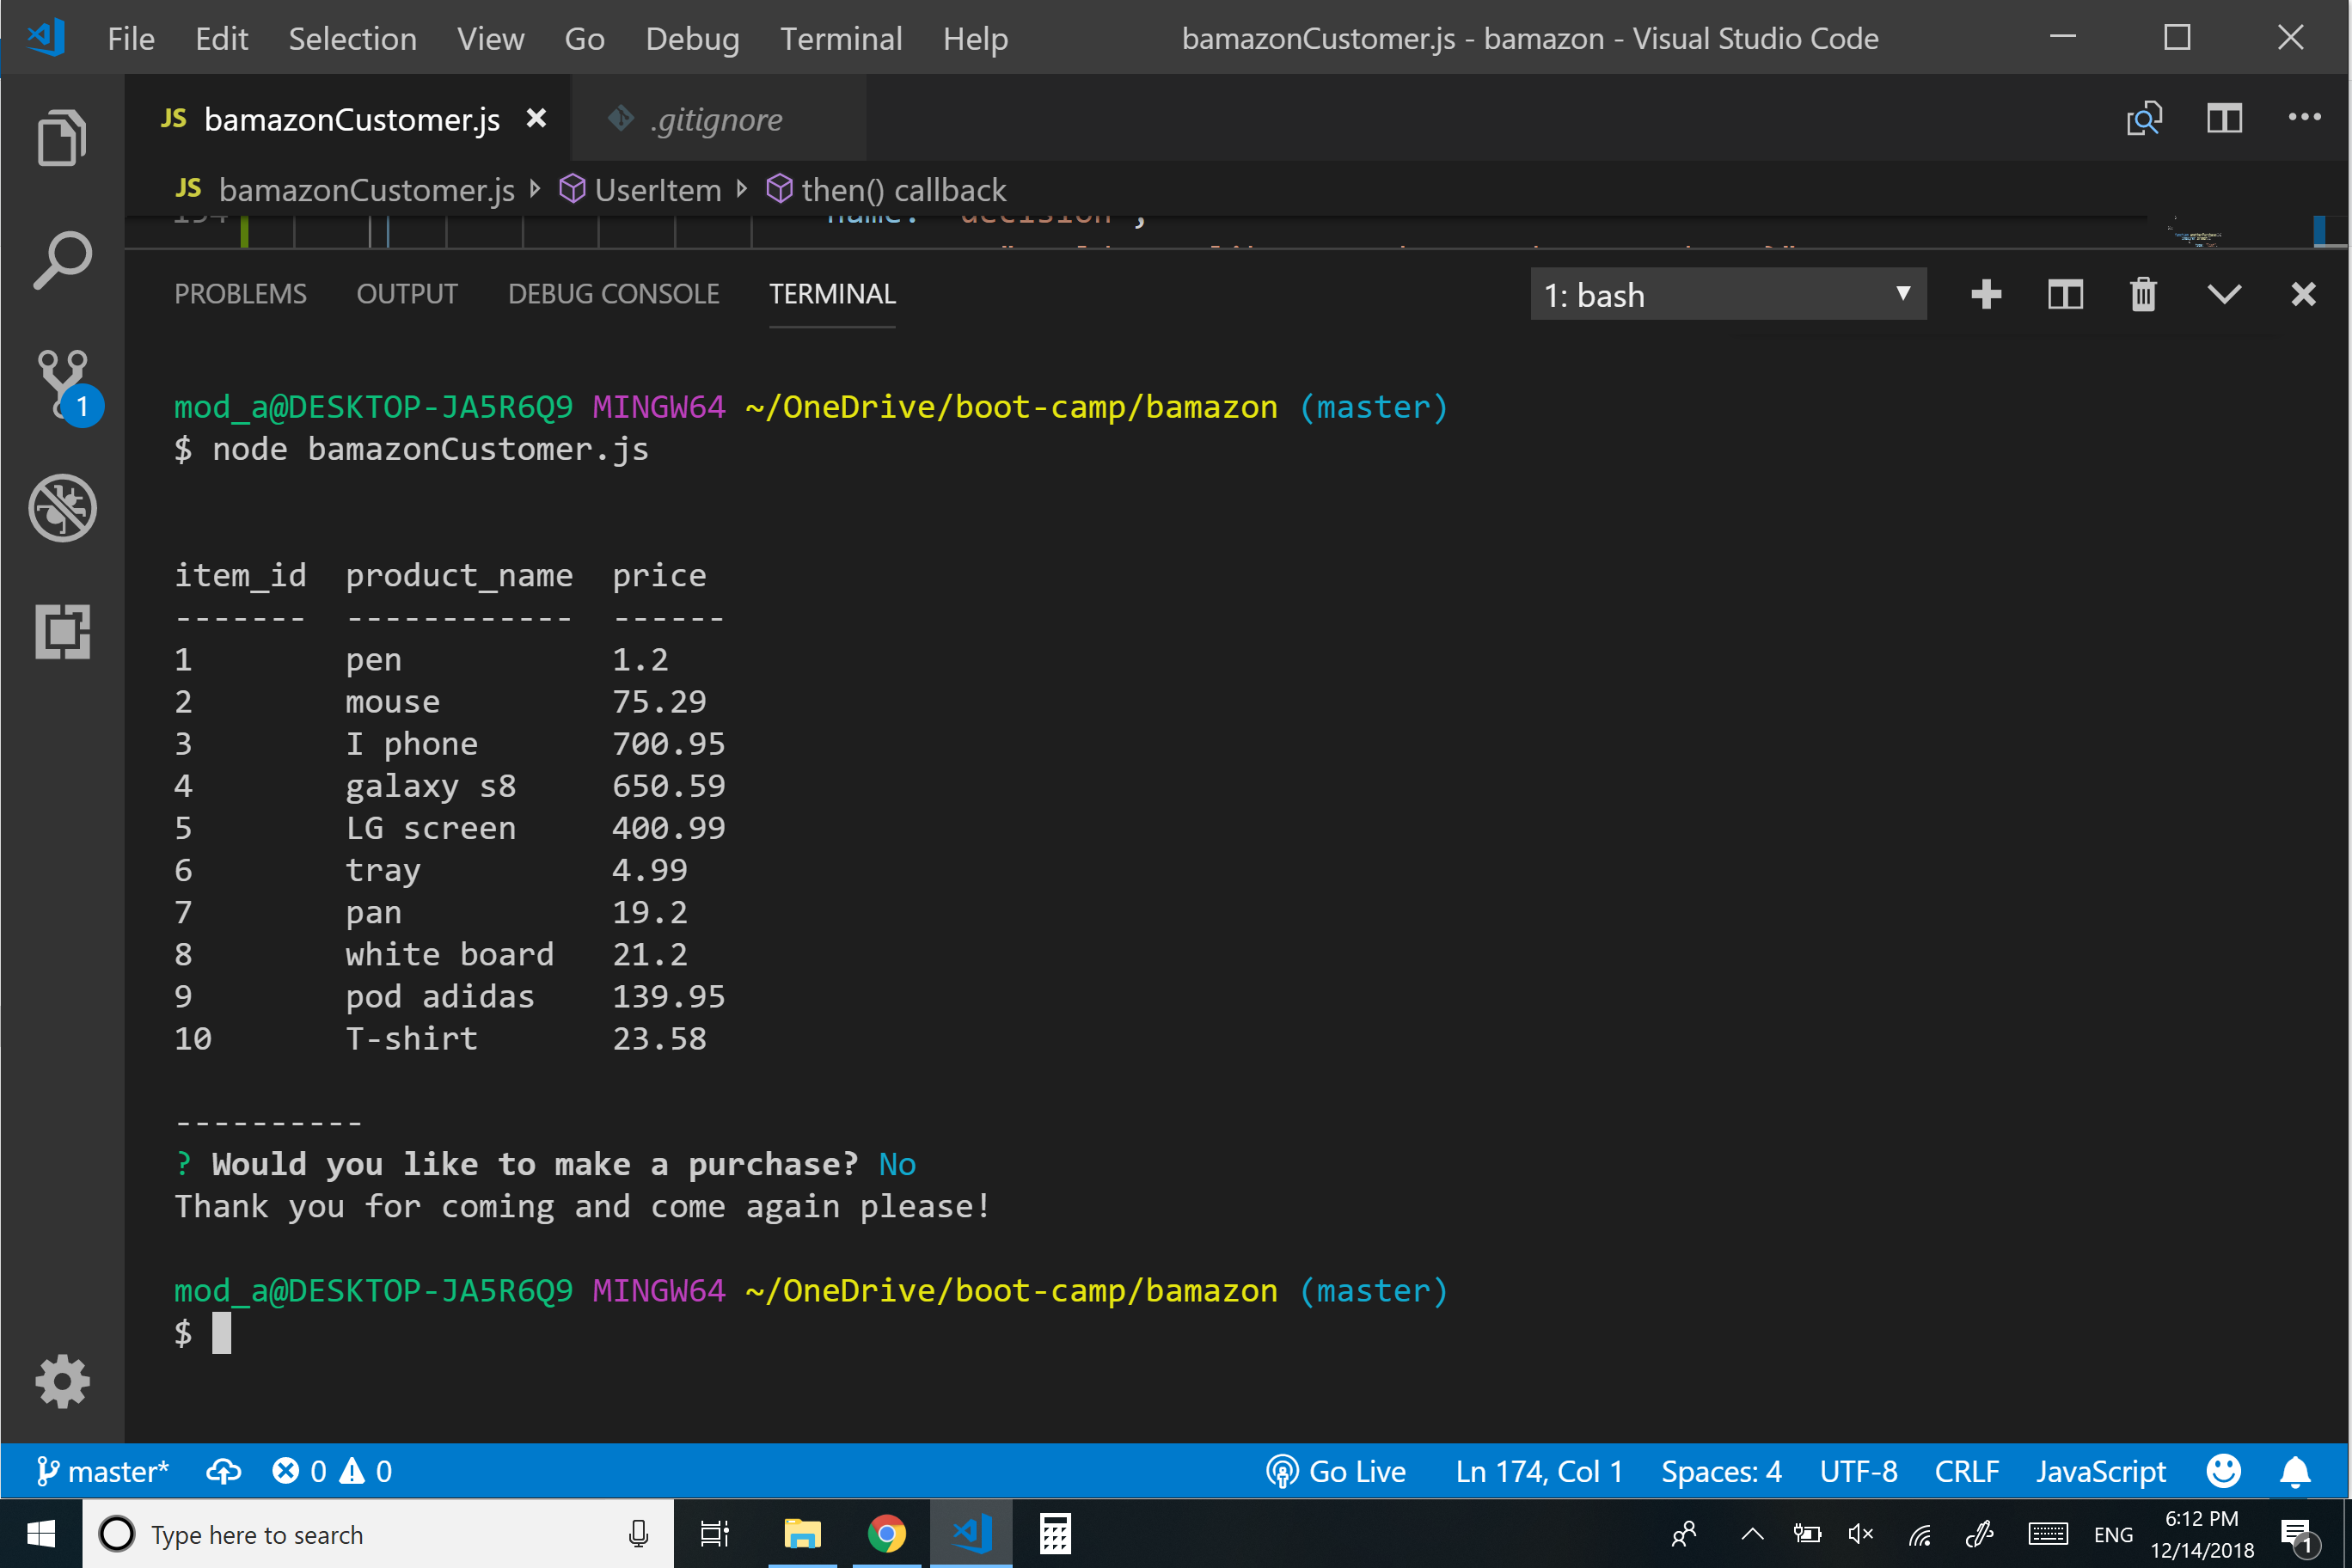 File Edit Selection View Go Debug Terminal Help bamazonCustomer.js - bamazon - Visual Studio Code
JS bamazonCustomer.js .gitignore
JS bamazonCustomer.js UserItem then() callback
PROBLEMS OUTPUT DEBUG CONSOLE TERMINAL 1: bash
1
mod_a@DESKTOP-JA5R6Q9 MINGW64 ~/OneDrive/boot-camp/bamazon (master)
$ node bamazonCustomer.js
item_id product_name price
------- ------------ ------
1 pen 1.2
2 mouse 75.29
3 I phone 700.95
4 galaxy s8 650.59
5 LG screen 400.99
6 tray 4.99
7 pan 19.2
8 white board 21.2
9 pod adidas 139.95
10 T-shirt 23.58
----------
? Would you like to make a purchase? No
Thank you for coming and come again please!
mod_a@DESKTOP-JA5R6Q9 MINGW64 ~/OneDrive/boot-camp/bamazon (master)
$
master* 0 0 Go Live Ln 174, Col 1 Spaces: 4 UTF-8 CRLF JavaScript
Type here to search ENG 6:12 PM
12/14/2018 1